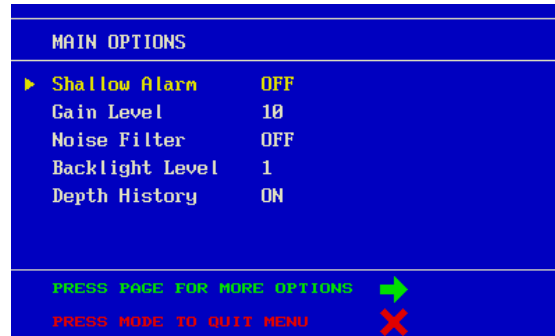 MAIN OPTIONS
Shallow Alarm OFF
Gain Level 10
Noise Filter OFF
Backlight Level 1
Depth History ON
PRESS PAGE FOR MORE OPTIONS
PRESS MODE TO QUIT MENU